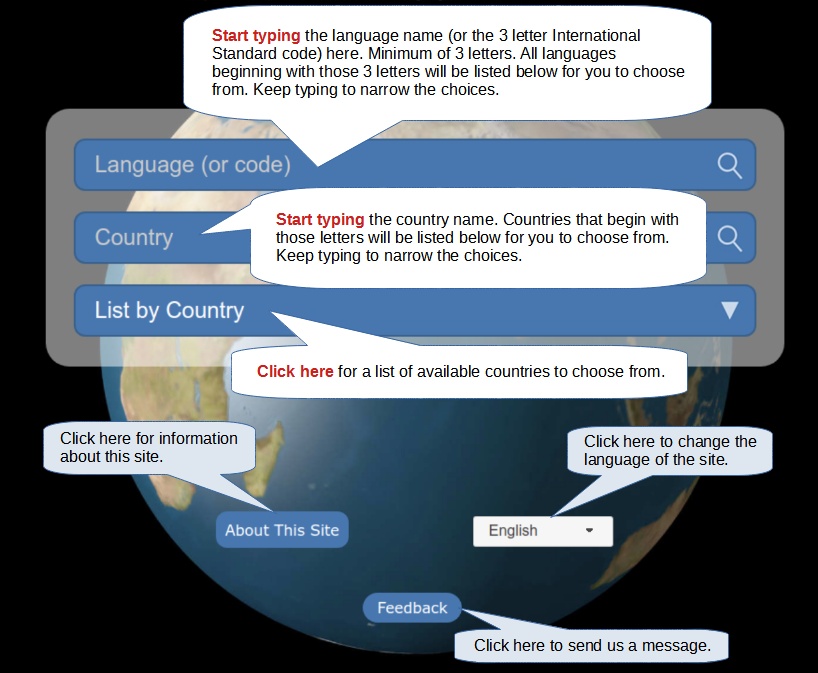 Start typing the language name (or the 3 letter International
Standard code) here. Minimum of 3 letters. All languages
beginning with those 3 letters will be listed below for you to choose
from. Keep typing to narrow the choices.
Language (or code)
Start typing the country name. Countries that begin with
those letters will be listed below for you to choose from.
Keep typing to narrow the choices.
Country
List by Country
Click here for a list of available countries to choose from.
Click here for information
about this site.
Click here to change the
language of the site.
About This Site
English
Feedback
Click here to send us a message.